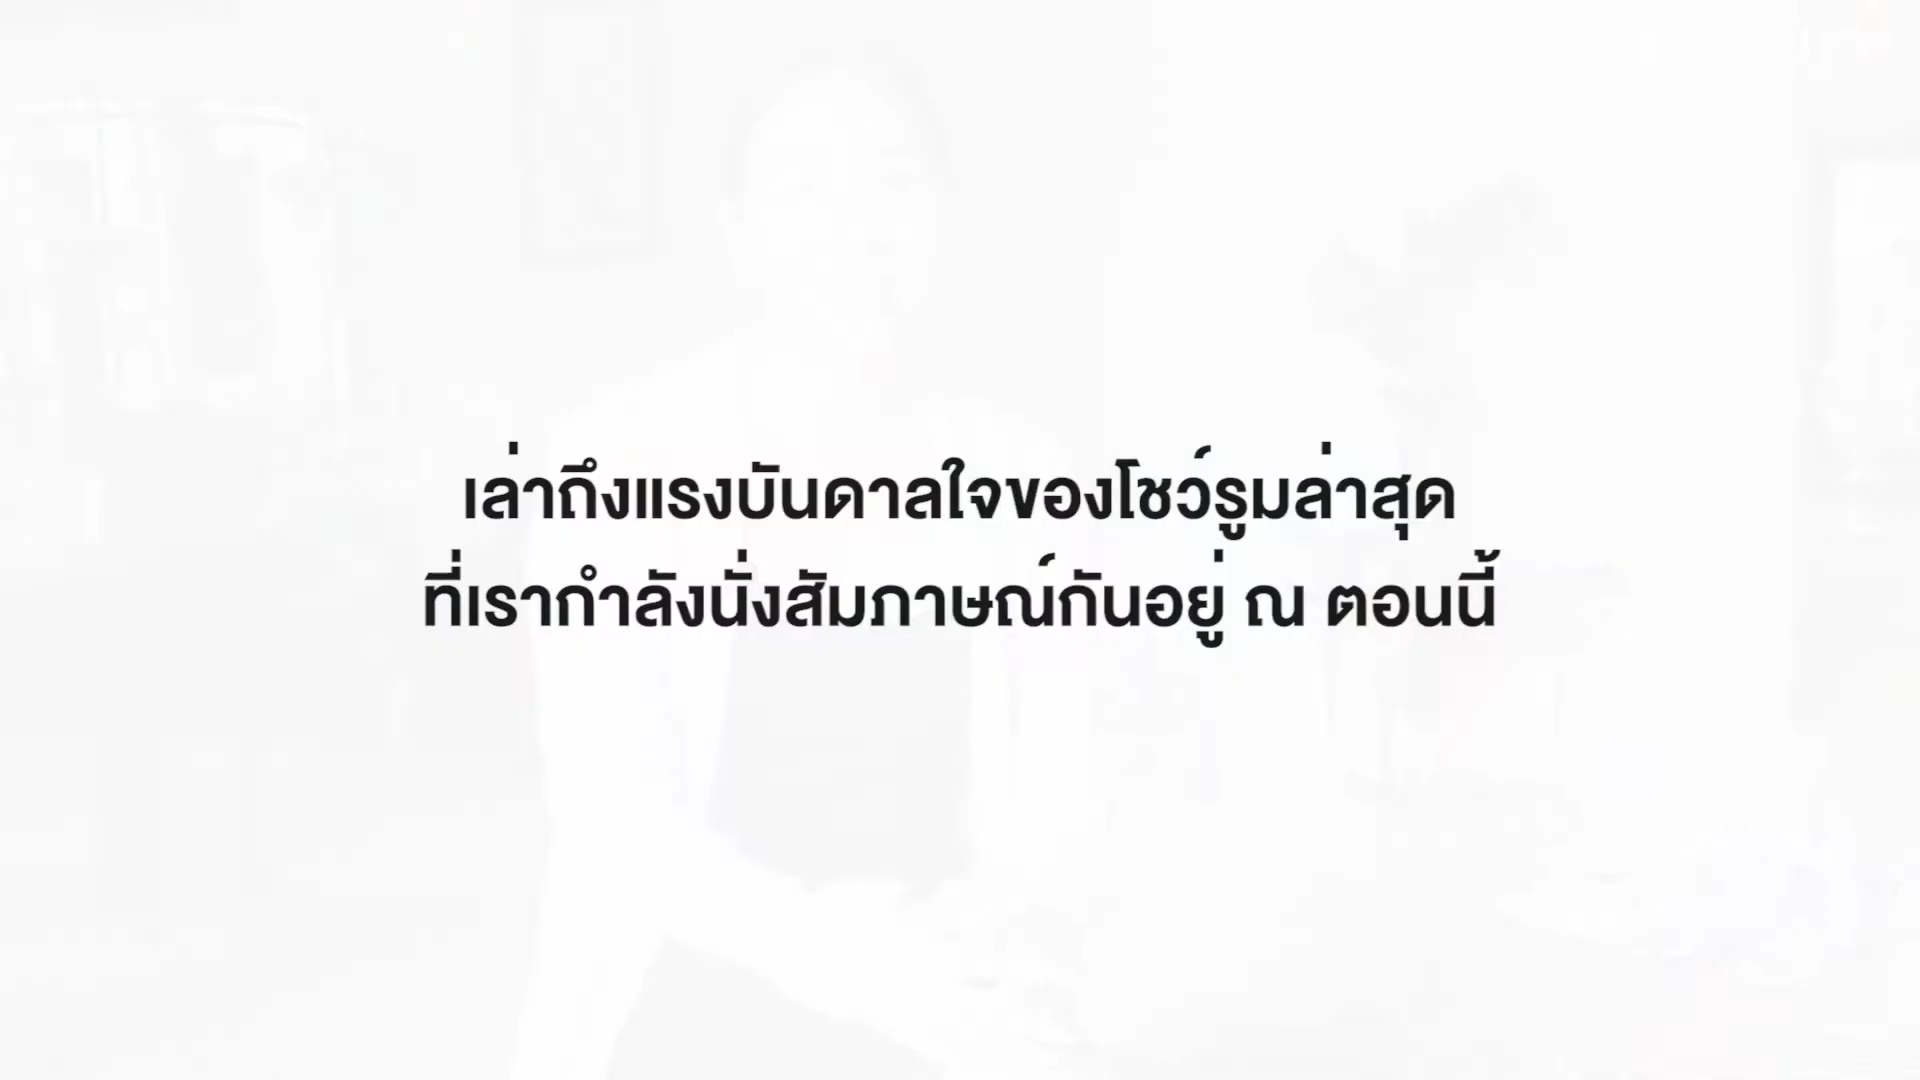 เล่าถึงแรงบันดาลใจของโชว์รูมล่าสุด
ที่เรากำลังนั่งสัมภาษณ์กันอยู่ ณ ตอนนี้